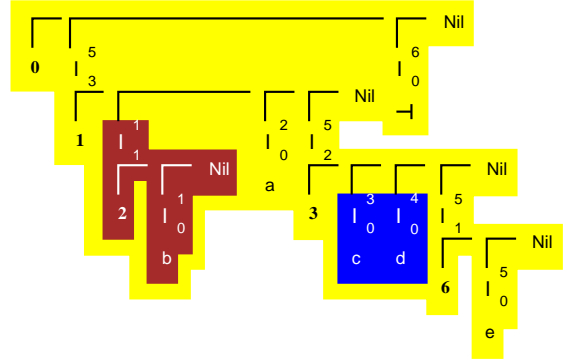 Nil
0 I 5 3 I 6 0
Nil
1 I 1 1 I 2 0 I 5 2 ⊣
Nil Nil
2 I 1 0 a 3 I 3 0 I 4 0 I 5 1
b c d Nil
6 I 5 0
e